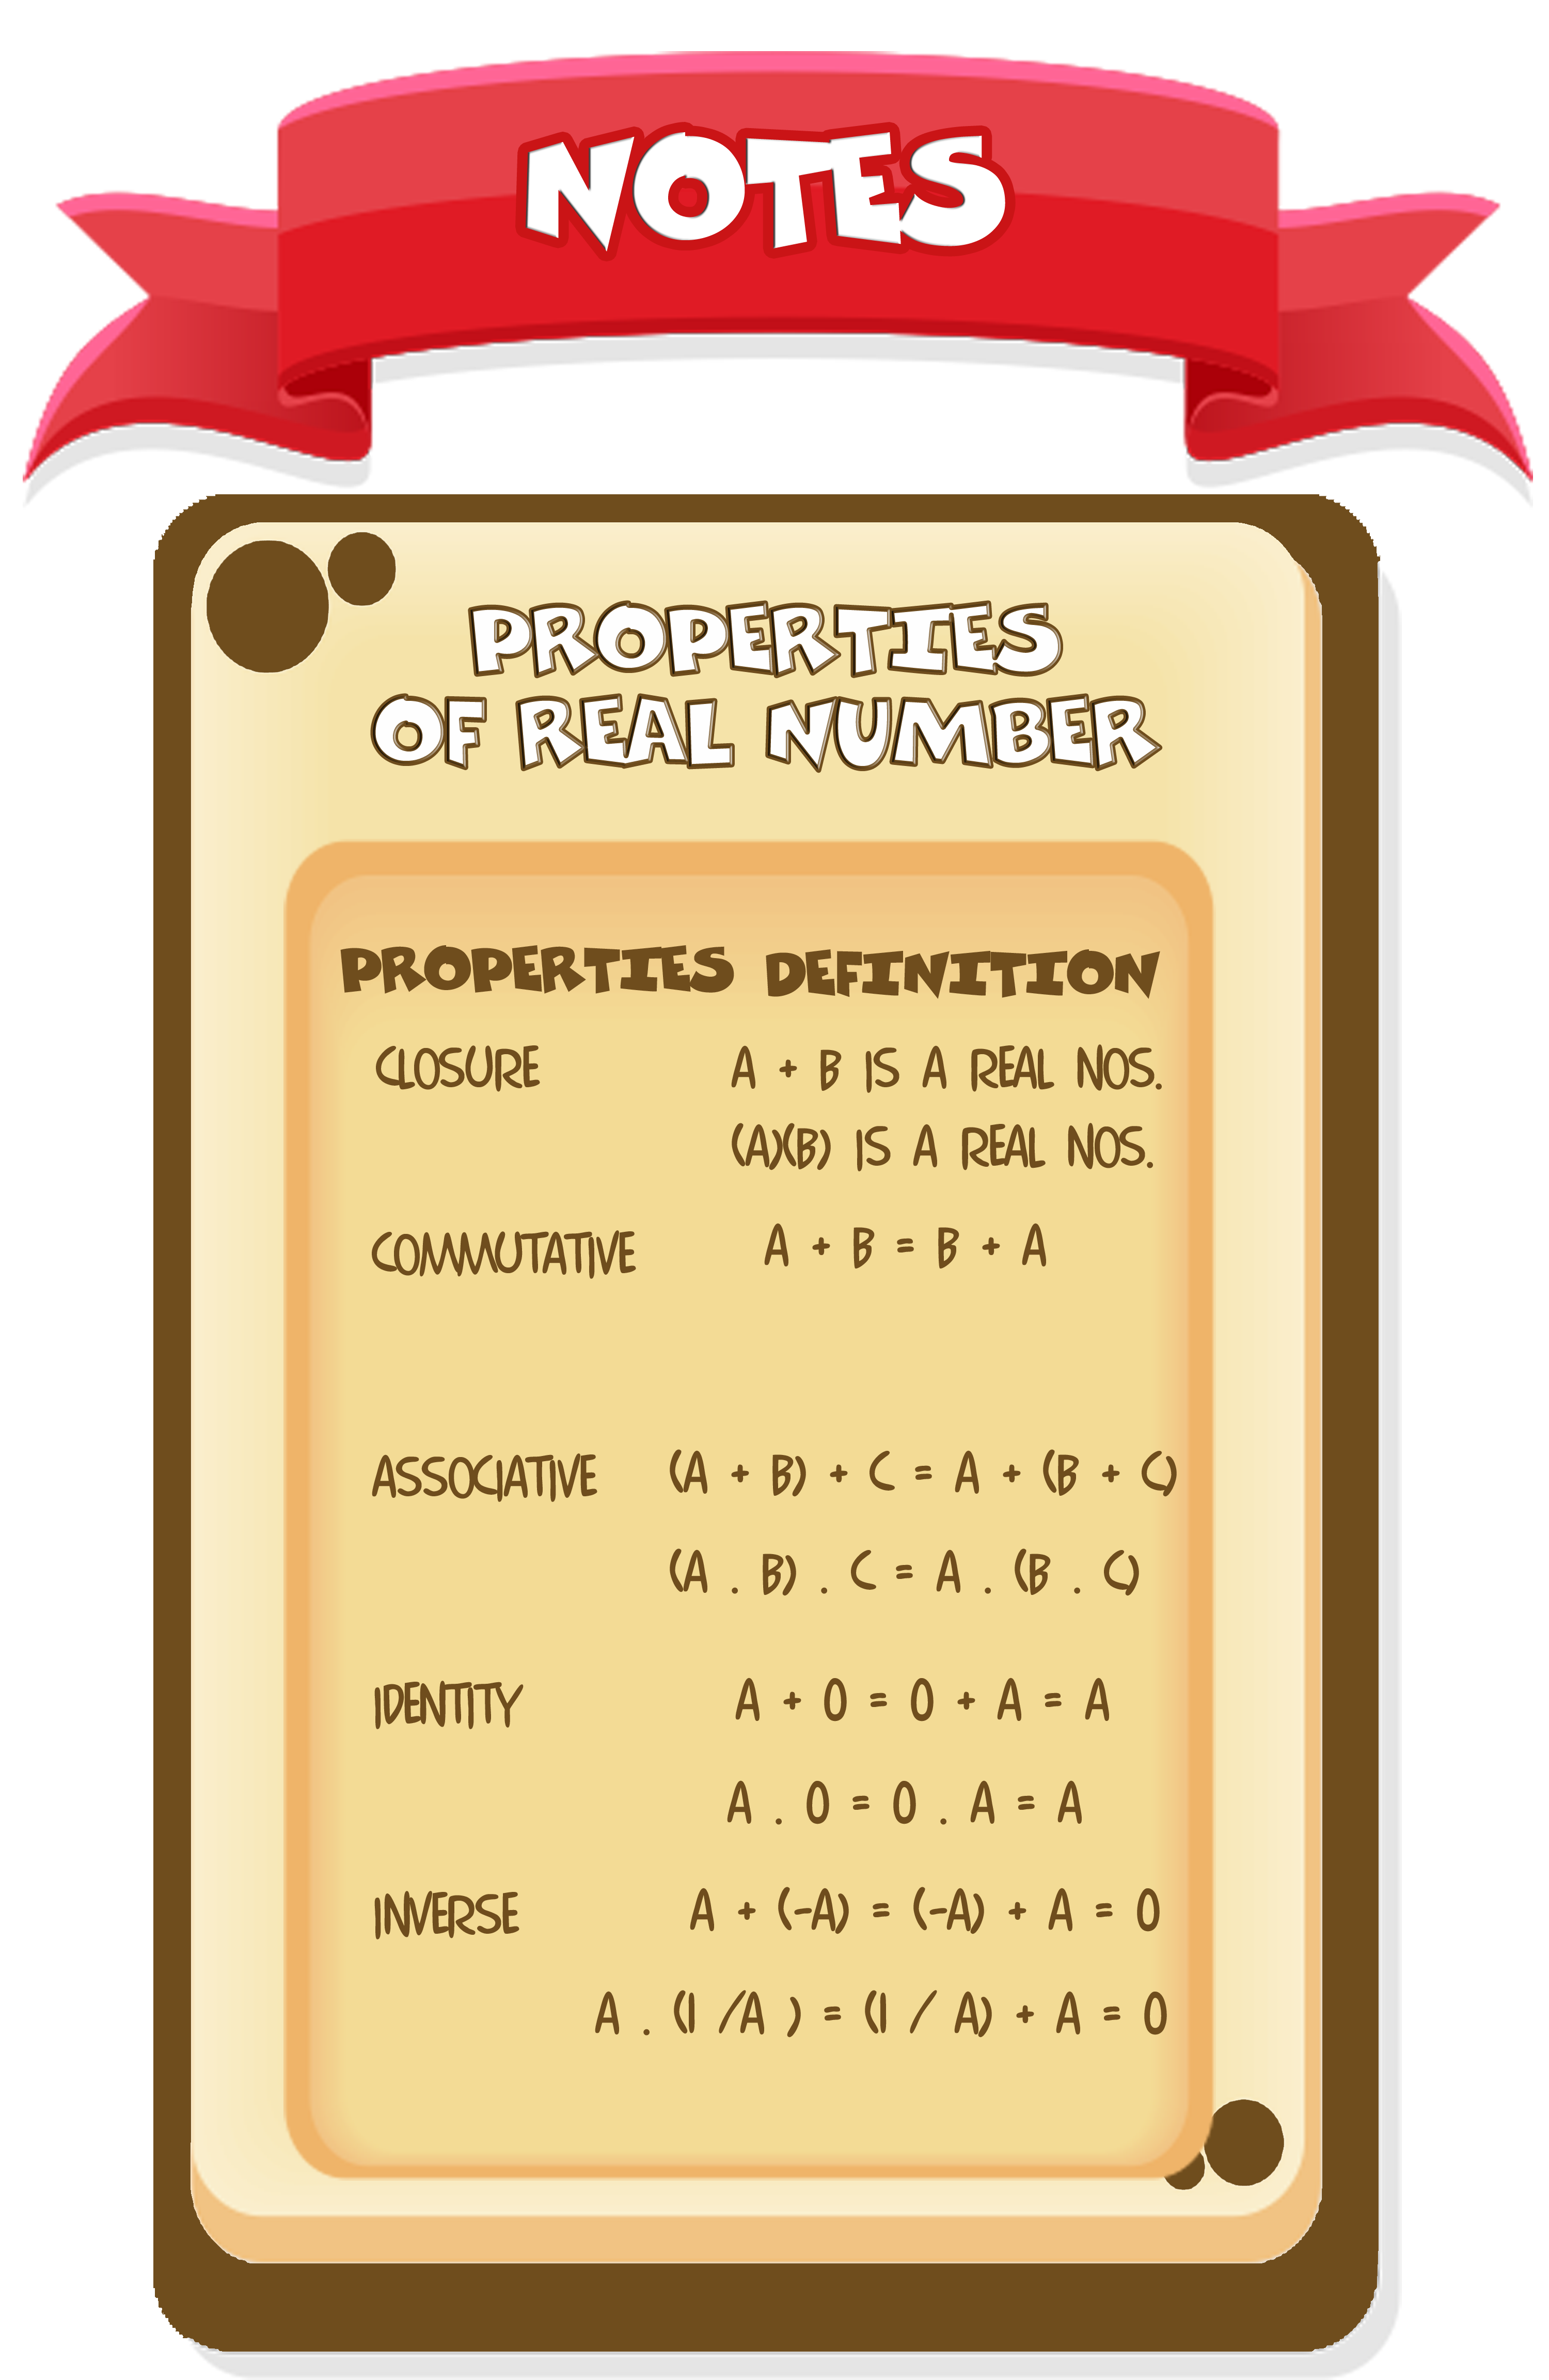 NOTES
PROPERTIES
OF REAL NUMBER
PROPERTIES DEFINITION
CLOSURE A + B IS A REAL NOS.
(A)(B) IS A REAL NOS.
COMMUTATIVE A + B = B + A
ASSOCIATIVE (A + B) + C = A + (B + C)
(A . B) . C = A . (B . C)
IDENTITY A + 0 = 0 + A = A
A . 0 = 0 . A = A
INVERSE A + (-A) = (-A) + A = 0
A . (1 /A ) = (1 / A) + A = 0